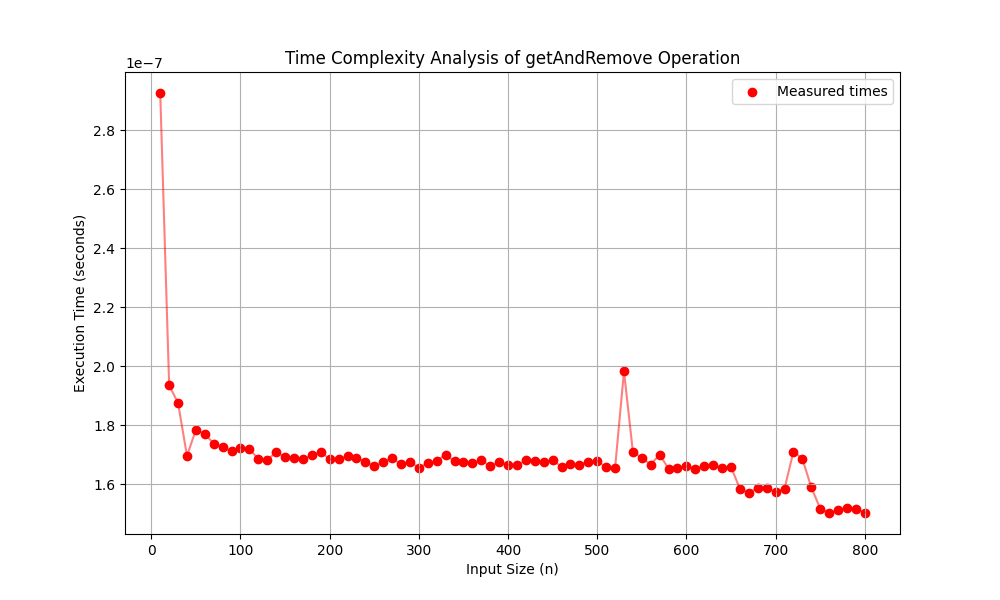 Time Complexity Analysis of getAndRemove Operation
1e−7
Measured times
2.8
2.6
2.4
2.2
2.0
1.8
1.6
Execution Time (seconds)
0 100 200 300 400 500 600 700 800
Input Size (n)